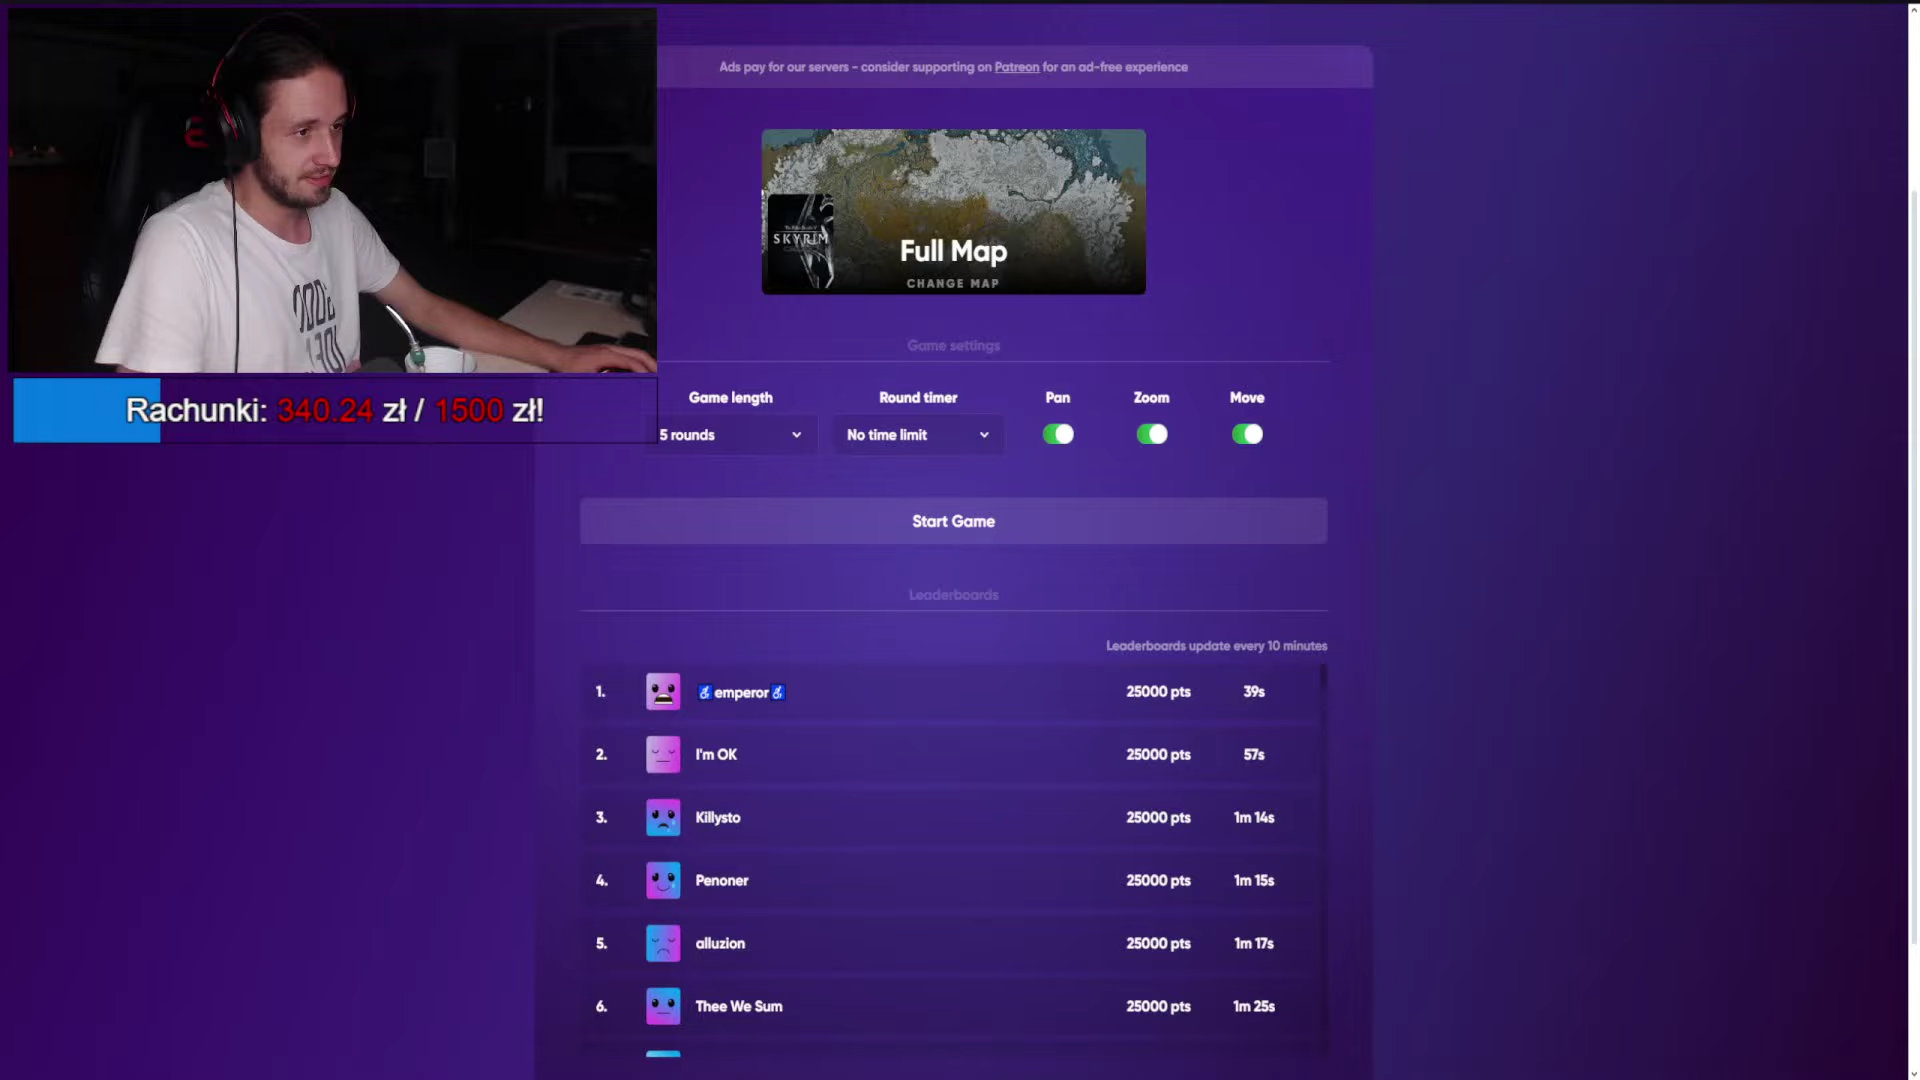 Ads pay for our servers - consider supporting on Patreon for an ad-free experience
SKYRIM
Full Map
CHANGE MAP
Game settings
Rachunki: 340.24 zł / 1500 zł!
Game length
Round timer
Pan
Zoom
Move
5 rounds
No time limit
Start Game
Leaderboards
Leaderboards update every 10 minutes
1. ♿emperor♿ 25000 pts 39s
2. I'm OK 25000 pts 57s
3. Killysto 25000 pts 1m 14s
4. Penoner 25000 pts 1m 15s
5. alluzion 25000 pts 1m 17s
6. Thee We Sum 25000 pts 1m 25s